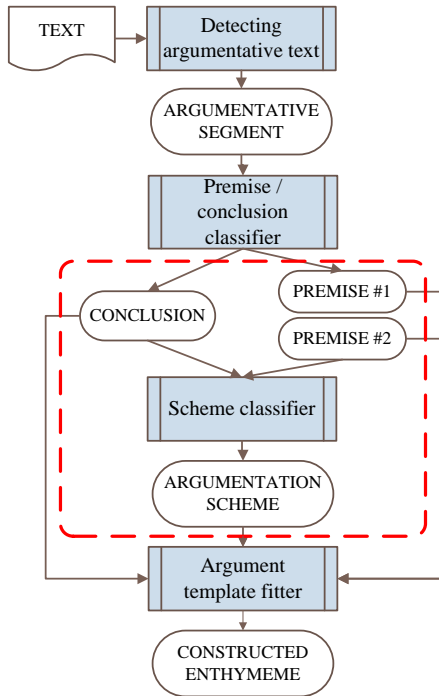 TEXT
Detecting
argumentative text
ARGUMENTATIVE
SEGMENT
Premise /
conclusion
classifier
PREMISE #1
CONCLUSION
PREMISE #2
Scheme classifier
ARGUMENTATION
SCHEME
Argument
template fitter
CONSTRUCTED
ENTHYMEME